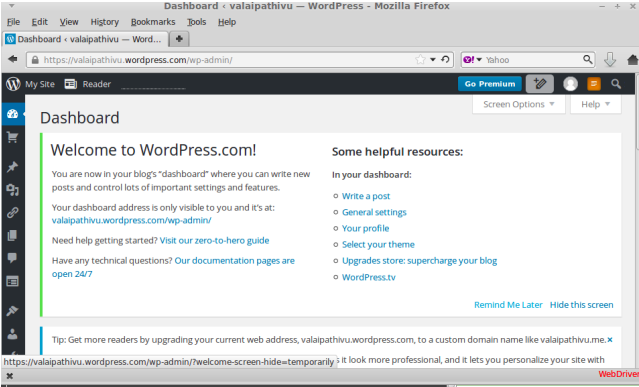 Dashboard ‹ valaipathivu — WordPress - Mozilla Firefox
File Edit View History Bookmarks Tools Help
Dashboard ‹ valaipathivu — Word...
https://valaipathivu.wordpress.com/wp-admin/
Yahoo
My Site Reader Go Premium
Screen Options Help
Dashboard
Welcome to WordPress.com!
You are now in your blog's “dashboard” where you can write new
posts and control lots of important settings and features.
Your dashboard address is only visible to you and it's at:
valaipathivu.wordpress.com/wp-admin/
Need help getting started? Visit our zero-to-hero guide
Have any technical questions? Our documentation pages are
open 24/7
Some helpful resources:
In your dashboard:
Write a post
General settings
Your profile
Select your theme
Upgrades store: supercharge your blog
WordPress.tv
Remind Me Later Hide this screen
Tip: Get more readers by upgrading your current web address, valaipathivu.wordpress.com, to a custom domain name like valaipathivu.me.
s it look more professional, and it lets you personalize your site with
https://valaipathivu.wordpress.com/wp-admin/?welcome-screen-hide=temporarily
WebDriver